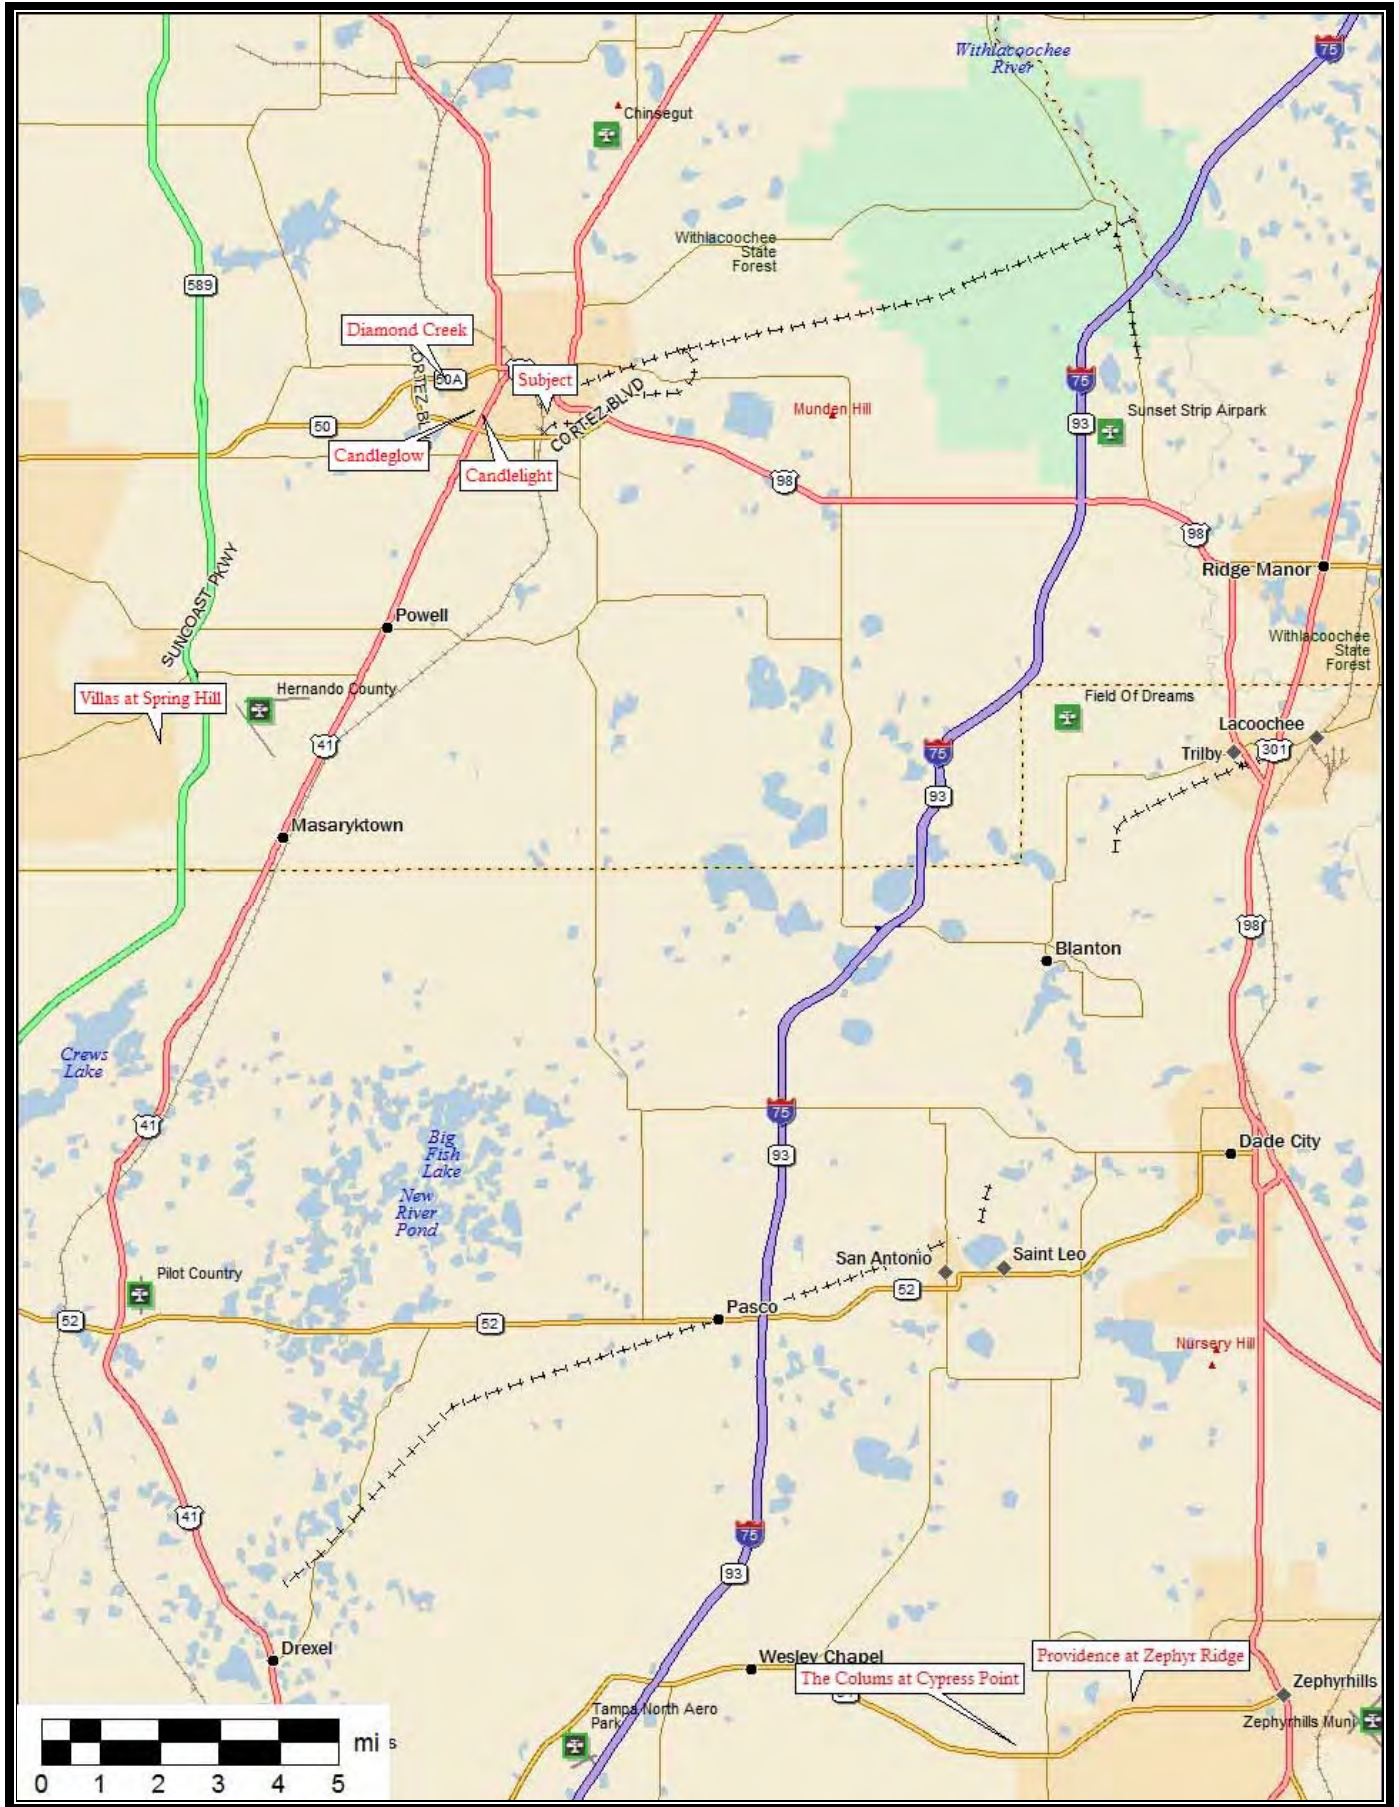 Withlacoochee
River
75
Chinsegut
Withlacoochee
State
Forest
589
Diamond Creek
50A
Subject
75
CORTEZ BLVD
Munden Hill
Sunset Strip Airpark
93
50
CORTEZ BLVD
Candleglow
Candlelight
98
98
Ridge Manor
SUNCOAST PKWY
Powell
Withlacoochee
State
Forest
Villas at Spring Hill
Hernando County
Field Of Dreams
Lacoochee
41
75
Trilby
301
93
Masaryktown
98
Blanton
Crews
Lake
75
41
Big
Fish
Lake
Dade City
93
New
River
Pond
San Antonio
Saint Leo
Pilot Country
52
Pasco
52
52
Nursery Hill
41
75
93
Drexel
Wesley Chapel
Providence at Zephyr Ridge
The Colums at Cypress Point
Zephyrhills
Tampa North Aero
Park
Zephyrhills Muni
mi s
0 1 2 3 4 5